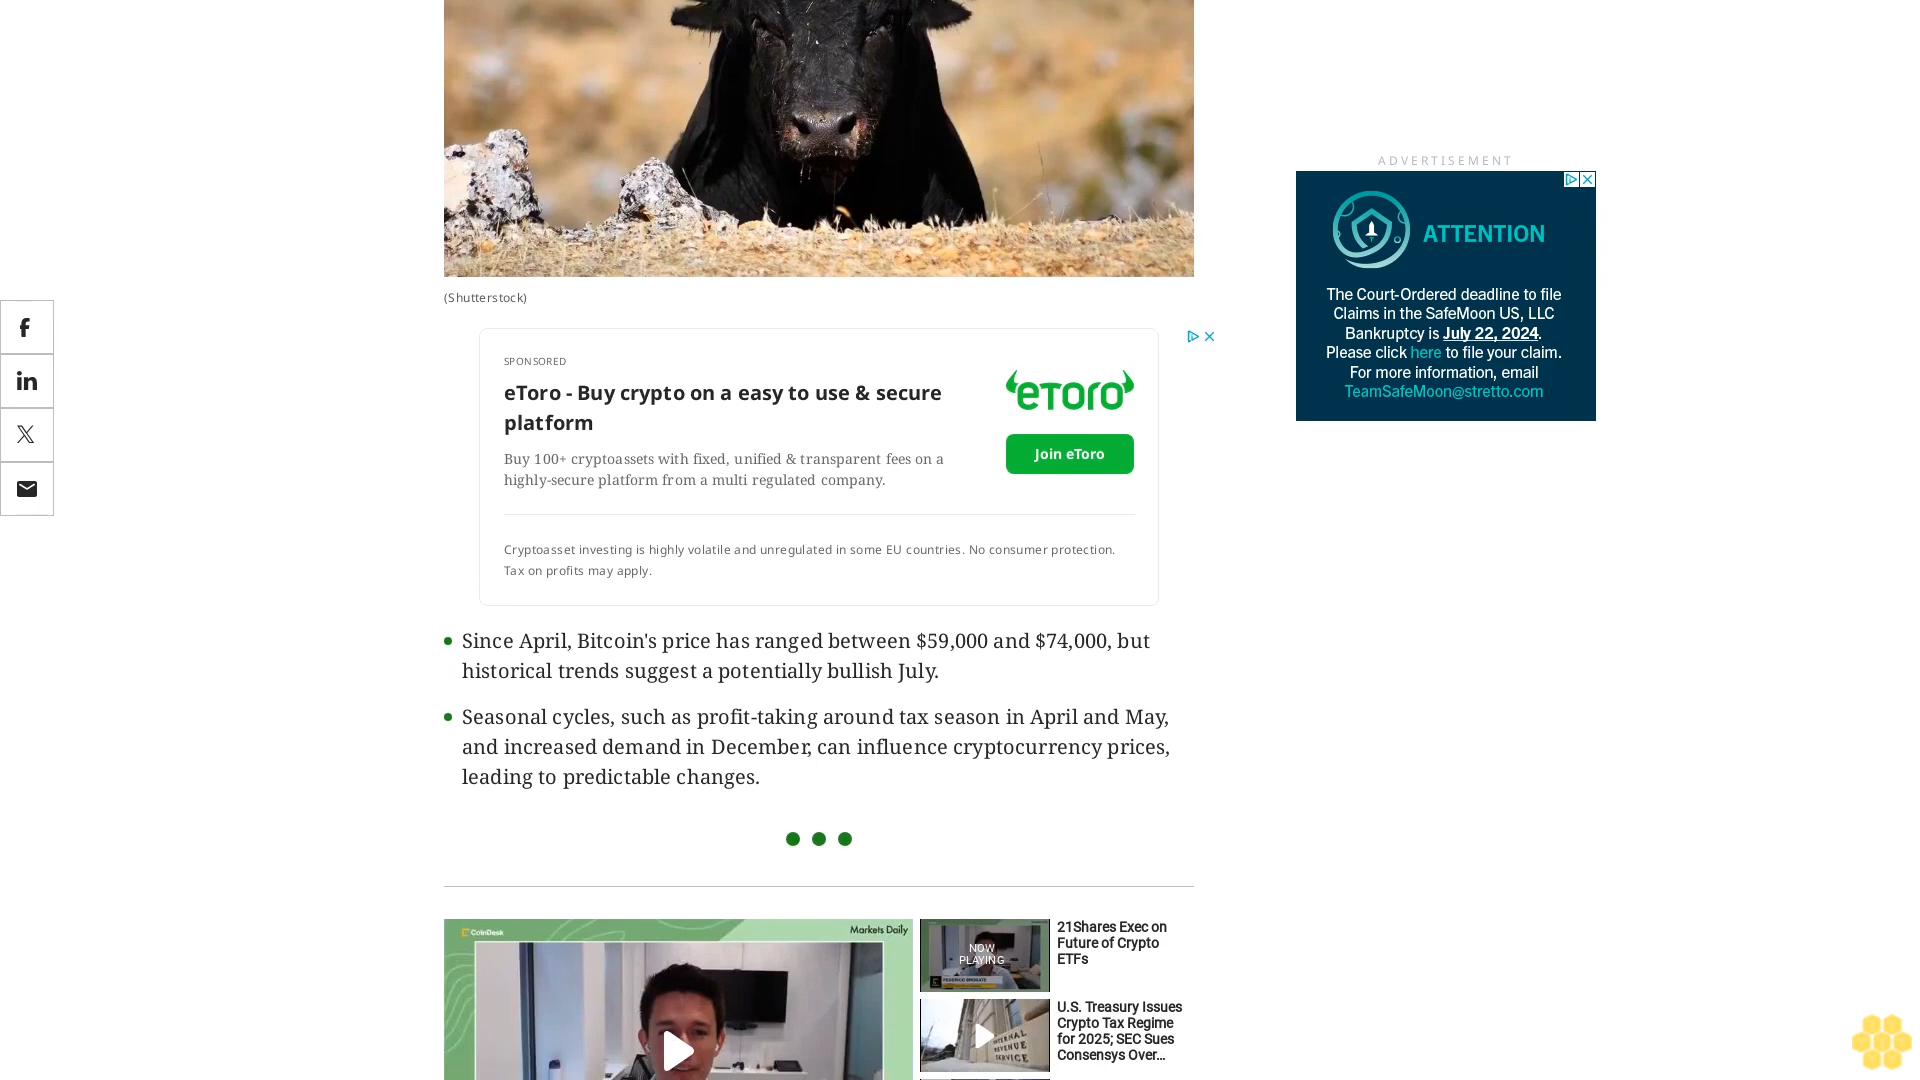 (Shutterstock)
SPONSORED
eToro - Buy crypto on a easy to use & secure
platform
Buy 100+ cryptoassets with fixed, unified & transparent fees on a
highly-secure platform from a multi regulated company.
eToro
Join eToro
Cryptoasset investing is highly volatile and unregulated in some EU countries. No consumer protection.
Tax on profits may apply.
Since April, Bitcoin's price has ranged between $59,000 and $74,000, but
historical trends suggest a potentially bullish July.
Seasonal cycles, such as profit-taking around tax season in April and May,
and increased demand in December, can influence cryptocurrency prices,
leading to predictable changes.
CoinDesk
Markets Daily
NOW
PLAYING
21Shares Exec on
Future of Crypto
ETFs
INTERNAL
REVENUE
SERVICE
U.S. Treasury Issues
Crypto Tax Regime
for 2025; SEC Sues
Consensys Over...
ADVERTISEMENT
ATTENTION
The Court-Ordered deadline to file
Claims in the SafeMoon US, LLC
Bankruptcy is July 22, 2024.
Please click here to file your claim.
For more information, email
TeamSafeMoon@stretto.com